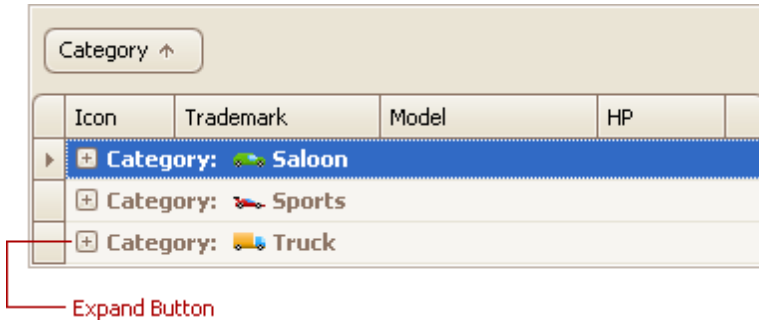 Category
Icon Trademark Model HP
Category: Saloon
Category: Sports
Category: Truck
Expand Button